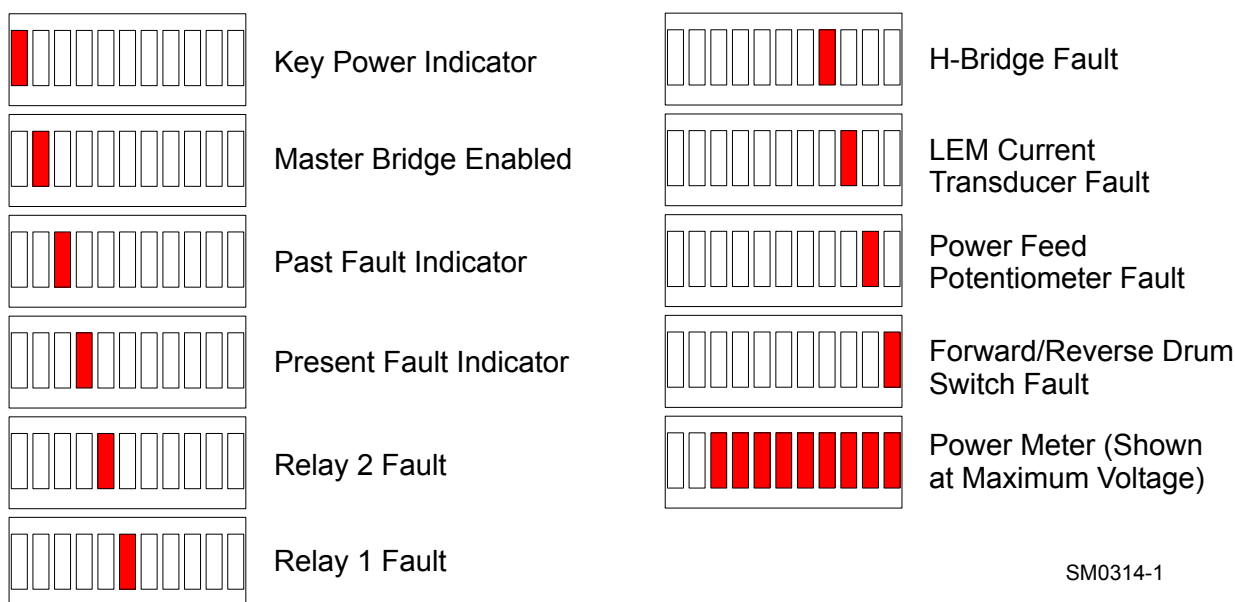 Key Power Indicator
Master Bridge Enabled
Past Fault Indicator
Present Fault Indicator
Relay 2 Fault
Relay 1 Fault
H-Bridge Fault
LEM Current
Transducer Fault
Power Feed
Potentiometer Fault
Forward/Reverse Drum
Switch Fault
Power Meter (Shown
at Maximum Voltage)
SM0314-1